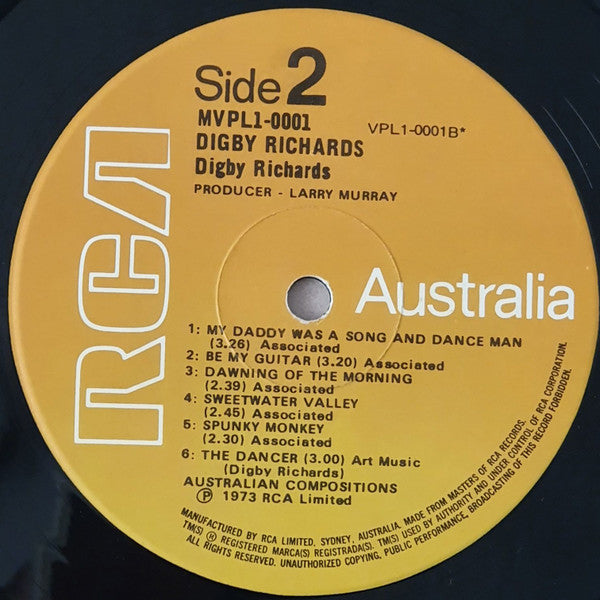 Side 2
MVPL1-0001
VPL1-0001B*
DIGBY RICHARDS
Digby Richards
PRODUCER - LARRY MURRAY
RCA
Australia
1: MY DADDY WAS A SONG AND DANCE MAN
(3.26) Associated
2: BE MY GUITAR (3.20) Associated
3: DAWNING OF THE MORNING
(2.39) Associated
4: SWEETWATER VALLEY
(2.45) Associated
5: SPUNKY MONKEY
(2.30) Associated
6: THE DANCER (3.00) Art Music
(Digby Richards)
AUSTRALIAN COMPOSITIONS
Ⓟ 1973 RCA Limited
MANUFACTURED BY RCA LIMITED, SYDNEY, AUSTRALIA, MADE FROM MASTERS OF RCA RECORDS.
TM(S) ® REGISTERED MARCA(S) REGISTRADA(S). TM(S) USED BY AUTHORITY AND UNDER CONTROL OF RCA CORPORATION.
ALL RIGHTS RESERVED. UNAUTHORIZED COPYING, PUBLIC PERFORMANCE, BROADCASTING OF THIS RECORD FORBIDDEN.